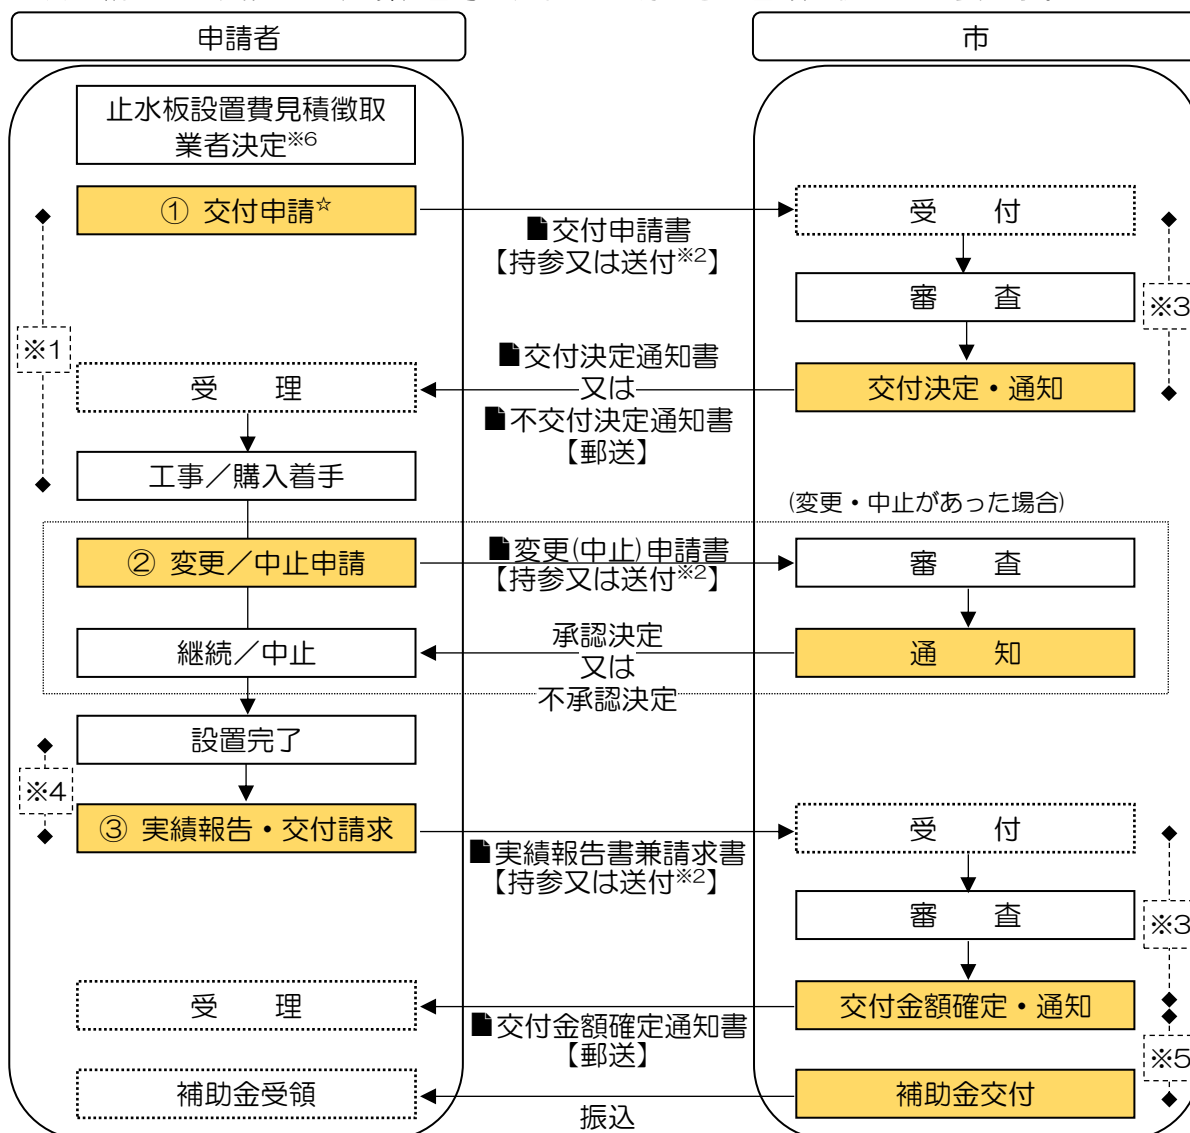 申請者
市
止水板設置費見積徴取
業者決定※6
① 交付申請☆
交付申請書
【持参又は送付※2】
受　付
審　査
※3
※1
交付決定通知書
又は
不交付決定通知書
【郵送】
受　理
交付決定・通知
工事／購入着手
(変更・中止があった場合)
② 変更／中止申請
変更(中止)申請書
【持参又は送付※2】
審　査
継続／中止
承認決定
又は
不承認決定
通　知
設置完了
※4
③ 実績報告・交付請求
実績報告書兼請求書
【持参又は送付※2】
受　付
審　査
※3
受　理
交付金額確定通知書
【郵送】
交付金額確定・通知
※5
補助金受領
振込
補助金交付